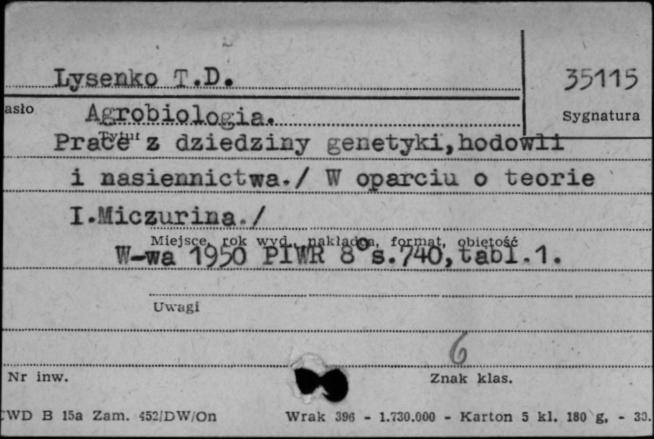 Lysenko T.D.
35115
asło
Agrobiologia.
Sygnatura
Tytuł
Prace z dziedziny genetyki,hodowli
i nasiennictwa./ W oparciu o teorie
I.Miczurina./
Miejsce, rok wyd., nakładca, format, objętość
W-wa 1950 PIWR 8° s.740,tabl.1.
Uwagi
6
Nr inw.
Znak klas.
CWD B 15a Zam. 452/DW/On Wrak 396 - 1.730.000 - Karton 5 kl. 180 g. - 30.